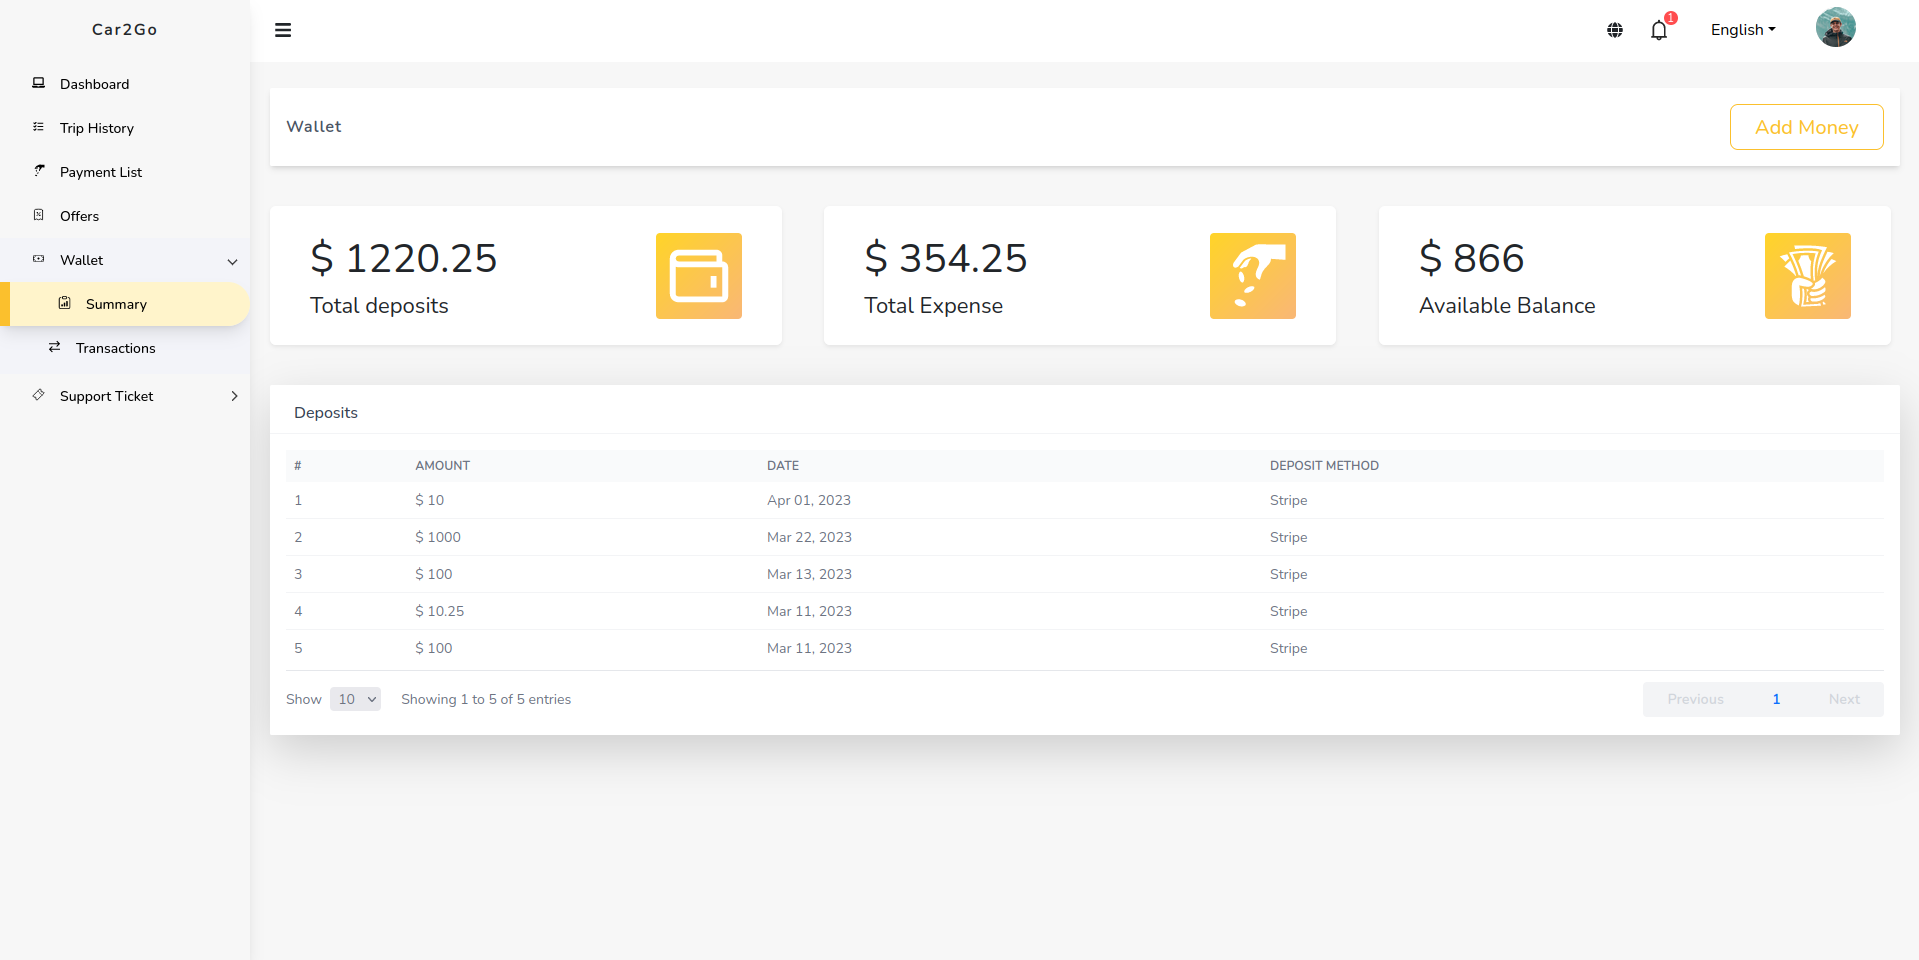 Car2Go
Dashboard
Trip History
Payment List
Offers
Wallet
Summary
Transactions
Support Ticket
1
English
Wallet
Add Money
$ 1220.25
Total deposits
$ 354.25
Total Expense
$ 866
Available Balance
Deposits
# AMOUNT DATE DEPOSIT METHOD
1 $ 10 Apr 01, 2023 Stripe
2 $ 1000 Mar 22, 2023 Stripe
3 $ 100 Mar 13, 2023 Stripe
4 $ 10.25 Mar 11, 2023 Stripe
5 $ 100 Mar 11, 2023 Stripe
Show 10 Showing 1 to 5 of 5 entries Previous 1 Next